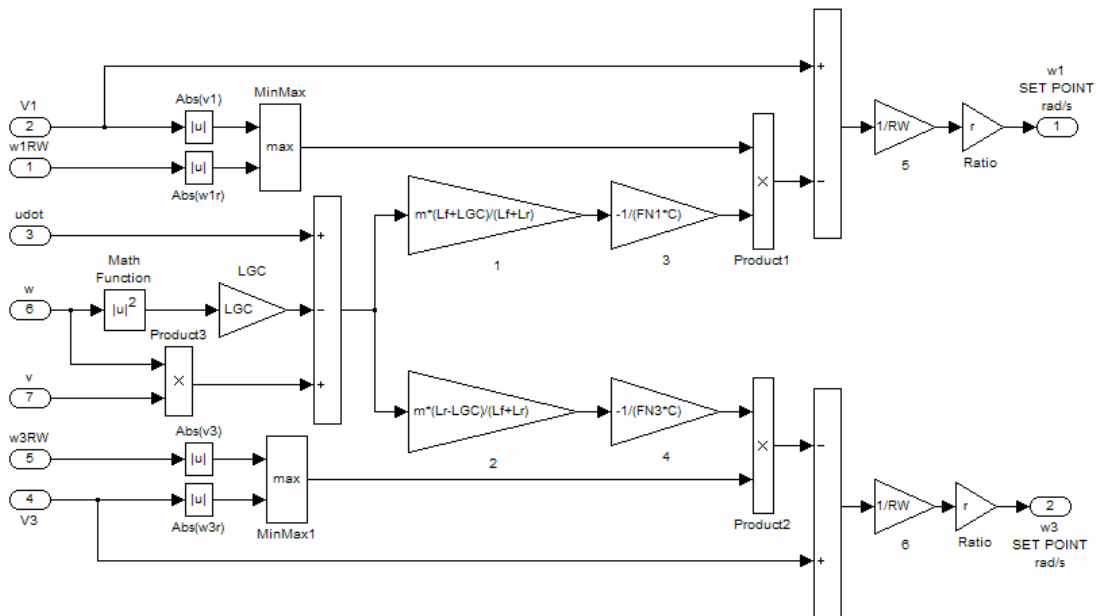 w1
SET POINT
rad/s
1
+
V1
2
Abs(v1)
|u|
MinMax
max
w1RW
1
|u|
Abs(w1r)
1/RW
5
r
Ratio
×
Product1
−
udot
3
+
m*(Lf+LGC)/(Lf+Lr)
1
-1/(FN1*C)
3
Math
Function
LGC
w
6
|u|2
LGC
−
Product3
×
v
7
+
m*(Lr-LGC)/(Lf+Lr)
2
-1/(FN3*C)
4
×
Product2
−
w3RW
5
Abs(v3)
|u|
max
MinMax1
4
V3
|u|
Abs(w3r)
1/RW
6
r
Ratio
2
w3
SET POINT
rad/s
+